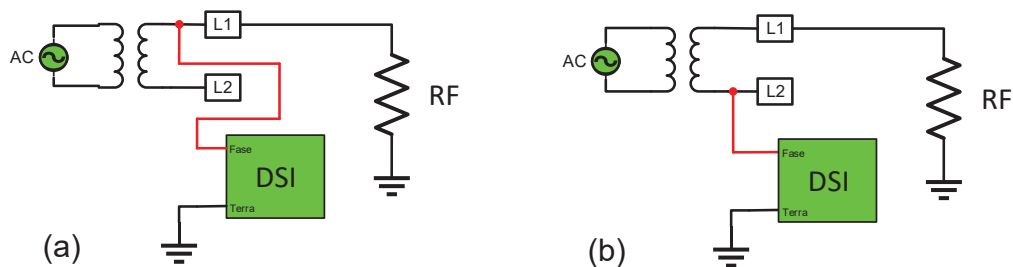 L1
AC
L2
RF
Fase
DSI
Terra
(a)
L1
AC
L2
RF
Fase
DSI
Terra
(b)